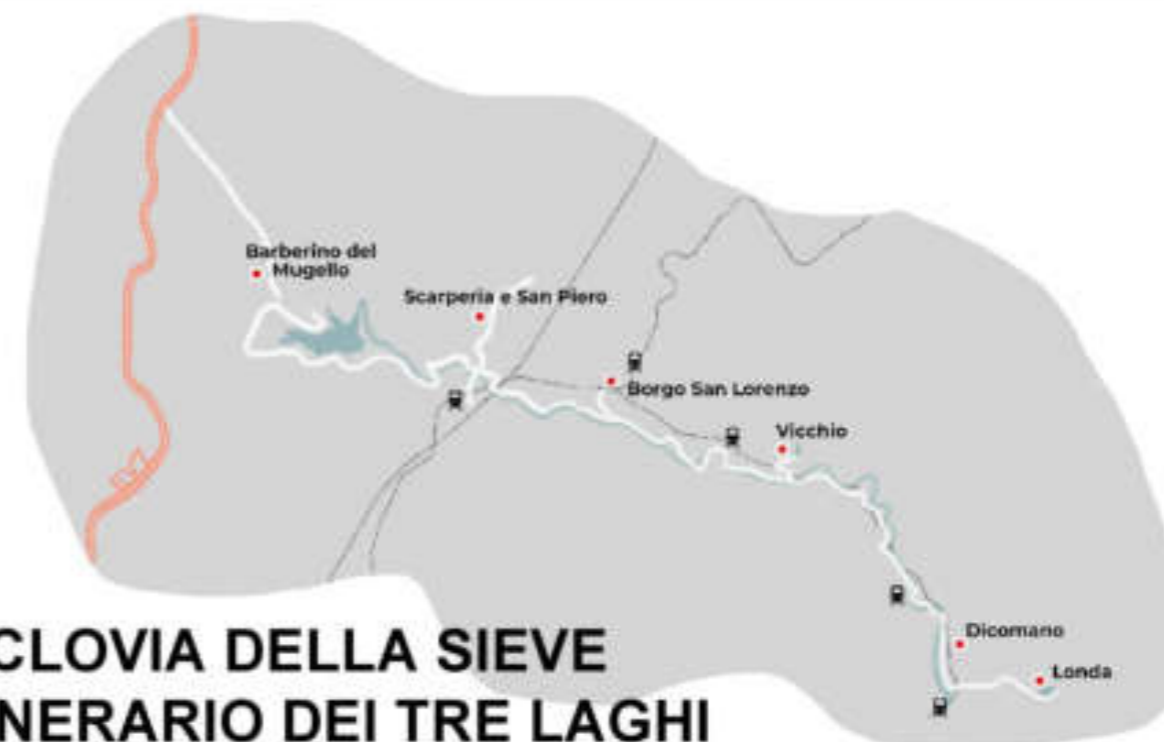 Barberino del
Mugello
Scarperia e San Piero
Borgo San Lorenzo
Vicchio
Dicomano
Londa
CLOVIA DELLA SIEVE
NERARIO DEI TRE LAGHI